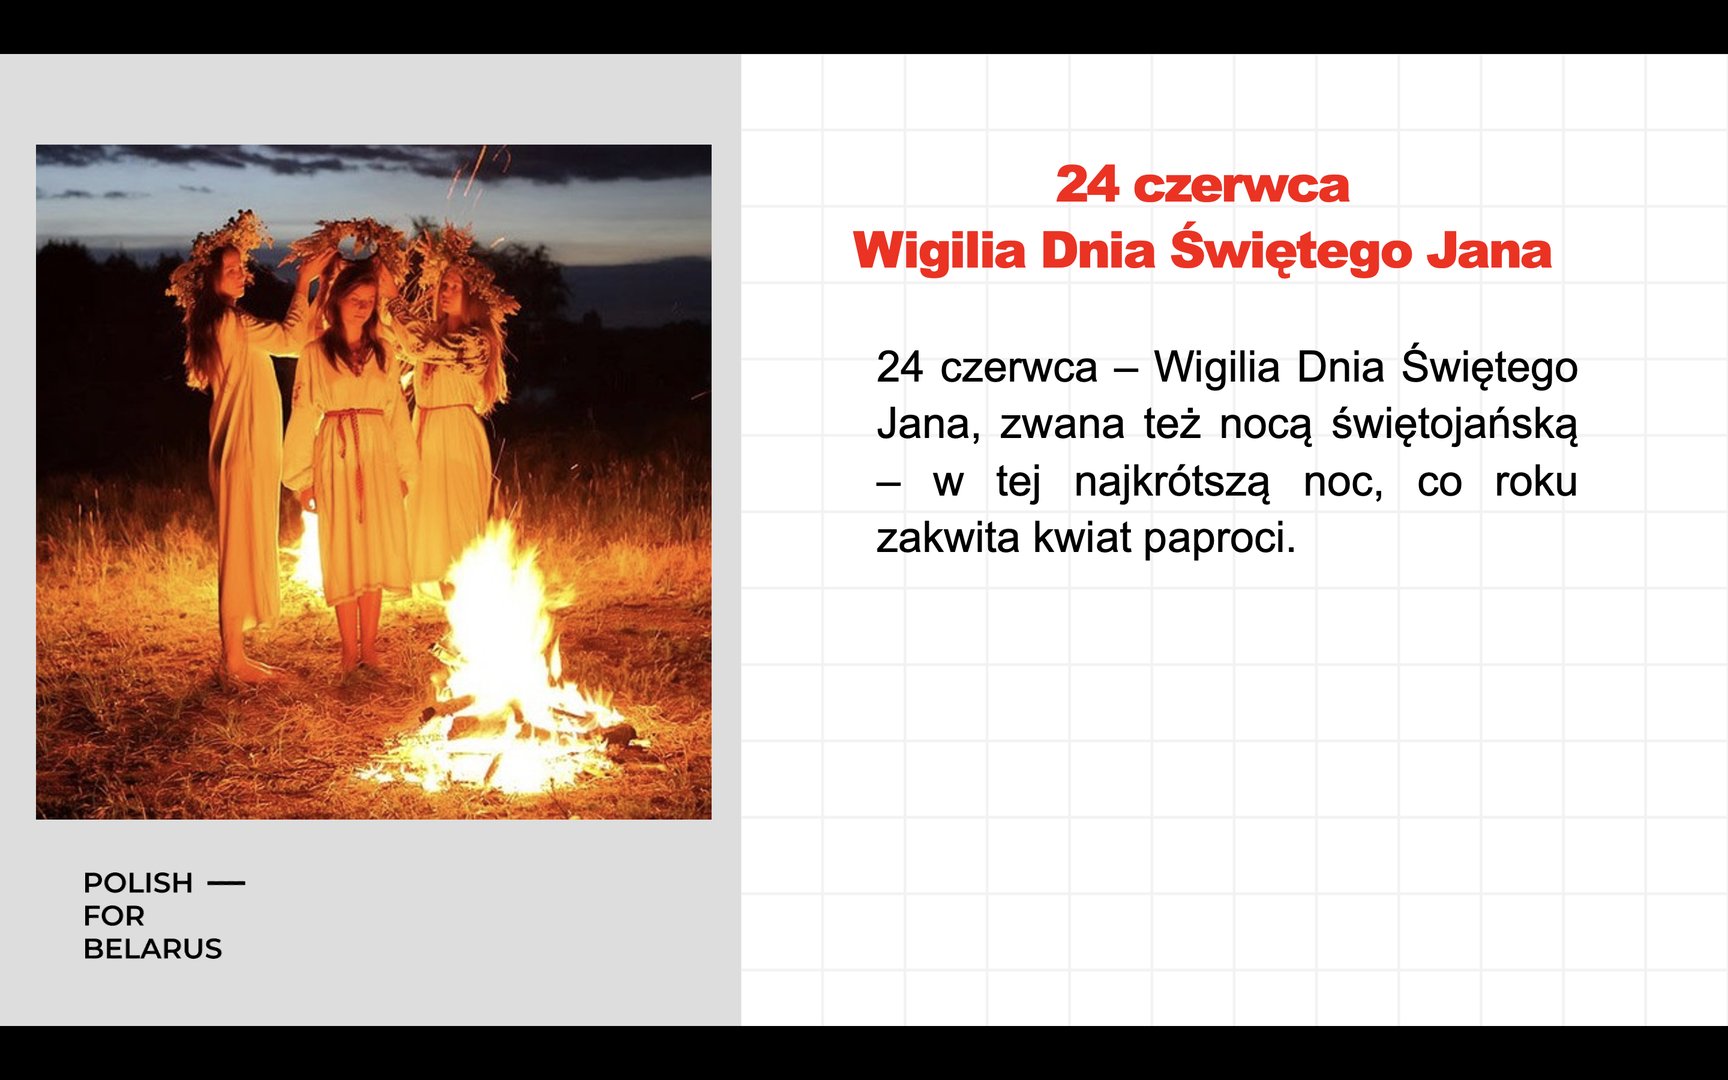 24 czerwca
Wigilia Dnia Świętego Jana
24 czerwca – Wigilia Dnia Świętego
Jana, zwana też nocą świętojańską
– w tej najkrótszą noc, co roku
zakwita kwiat paproci.
POLISH —
FOR
BELARUS